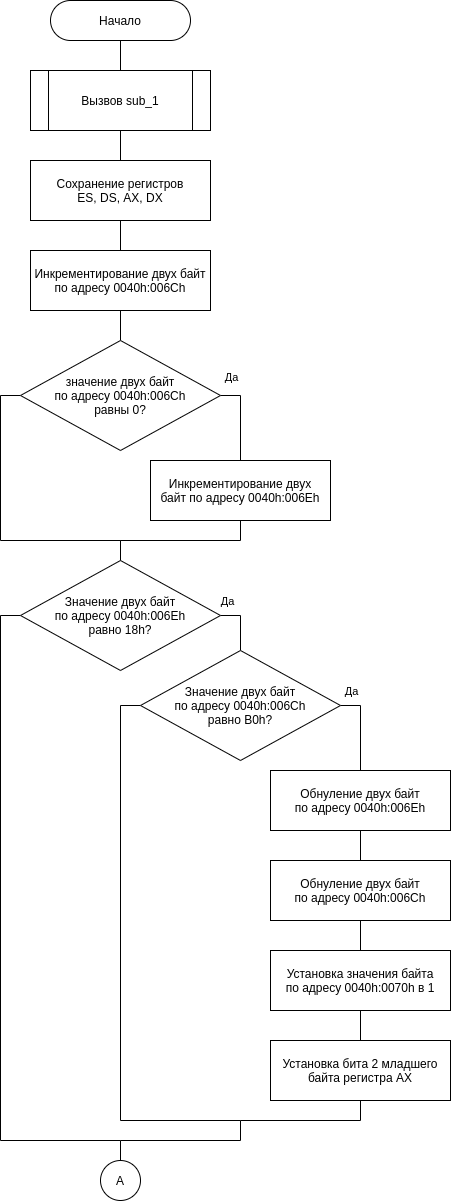 Начало
Вызвов sub_1
Сохранение регистров
ES, DS, AX, DX
Инкрементирование двух байт
по адресу 0040h:006Ch
значение двух байт
по адресу 0040h:006Ch
равны 0?
Да
Инкрементирование двух
байт по адресу 0040h:006Eh
Значение двух байт
по адресу 0040h:006Eh
равно 18h?
Да
Значение двух байт
по адресу 0040h:006Ch
равно B0h?
Да
Обнуление двух байт
по адресу 0040h:006Eh
Обнуление двух байт
по адресу 0040h:006Ch
Установка значения байта
по адресу 0040h:0070h в 1
Установка бита 2 младшего
байта регистра AX
A